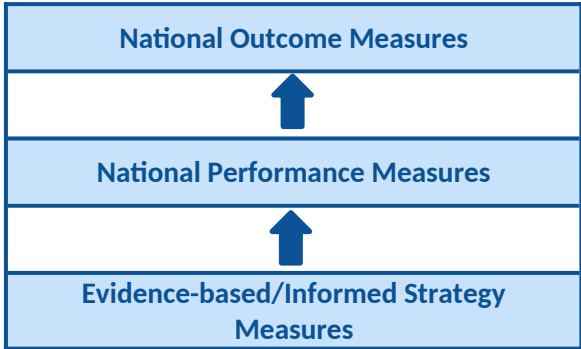 National Outcome Measures
National Performance Measures
Evidence-based/Informed Strategy
Measures